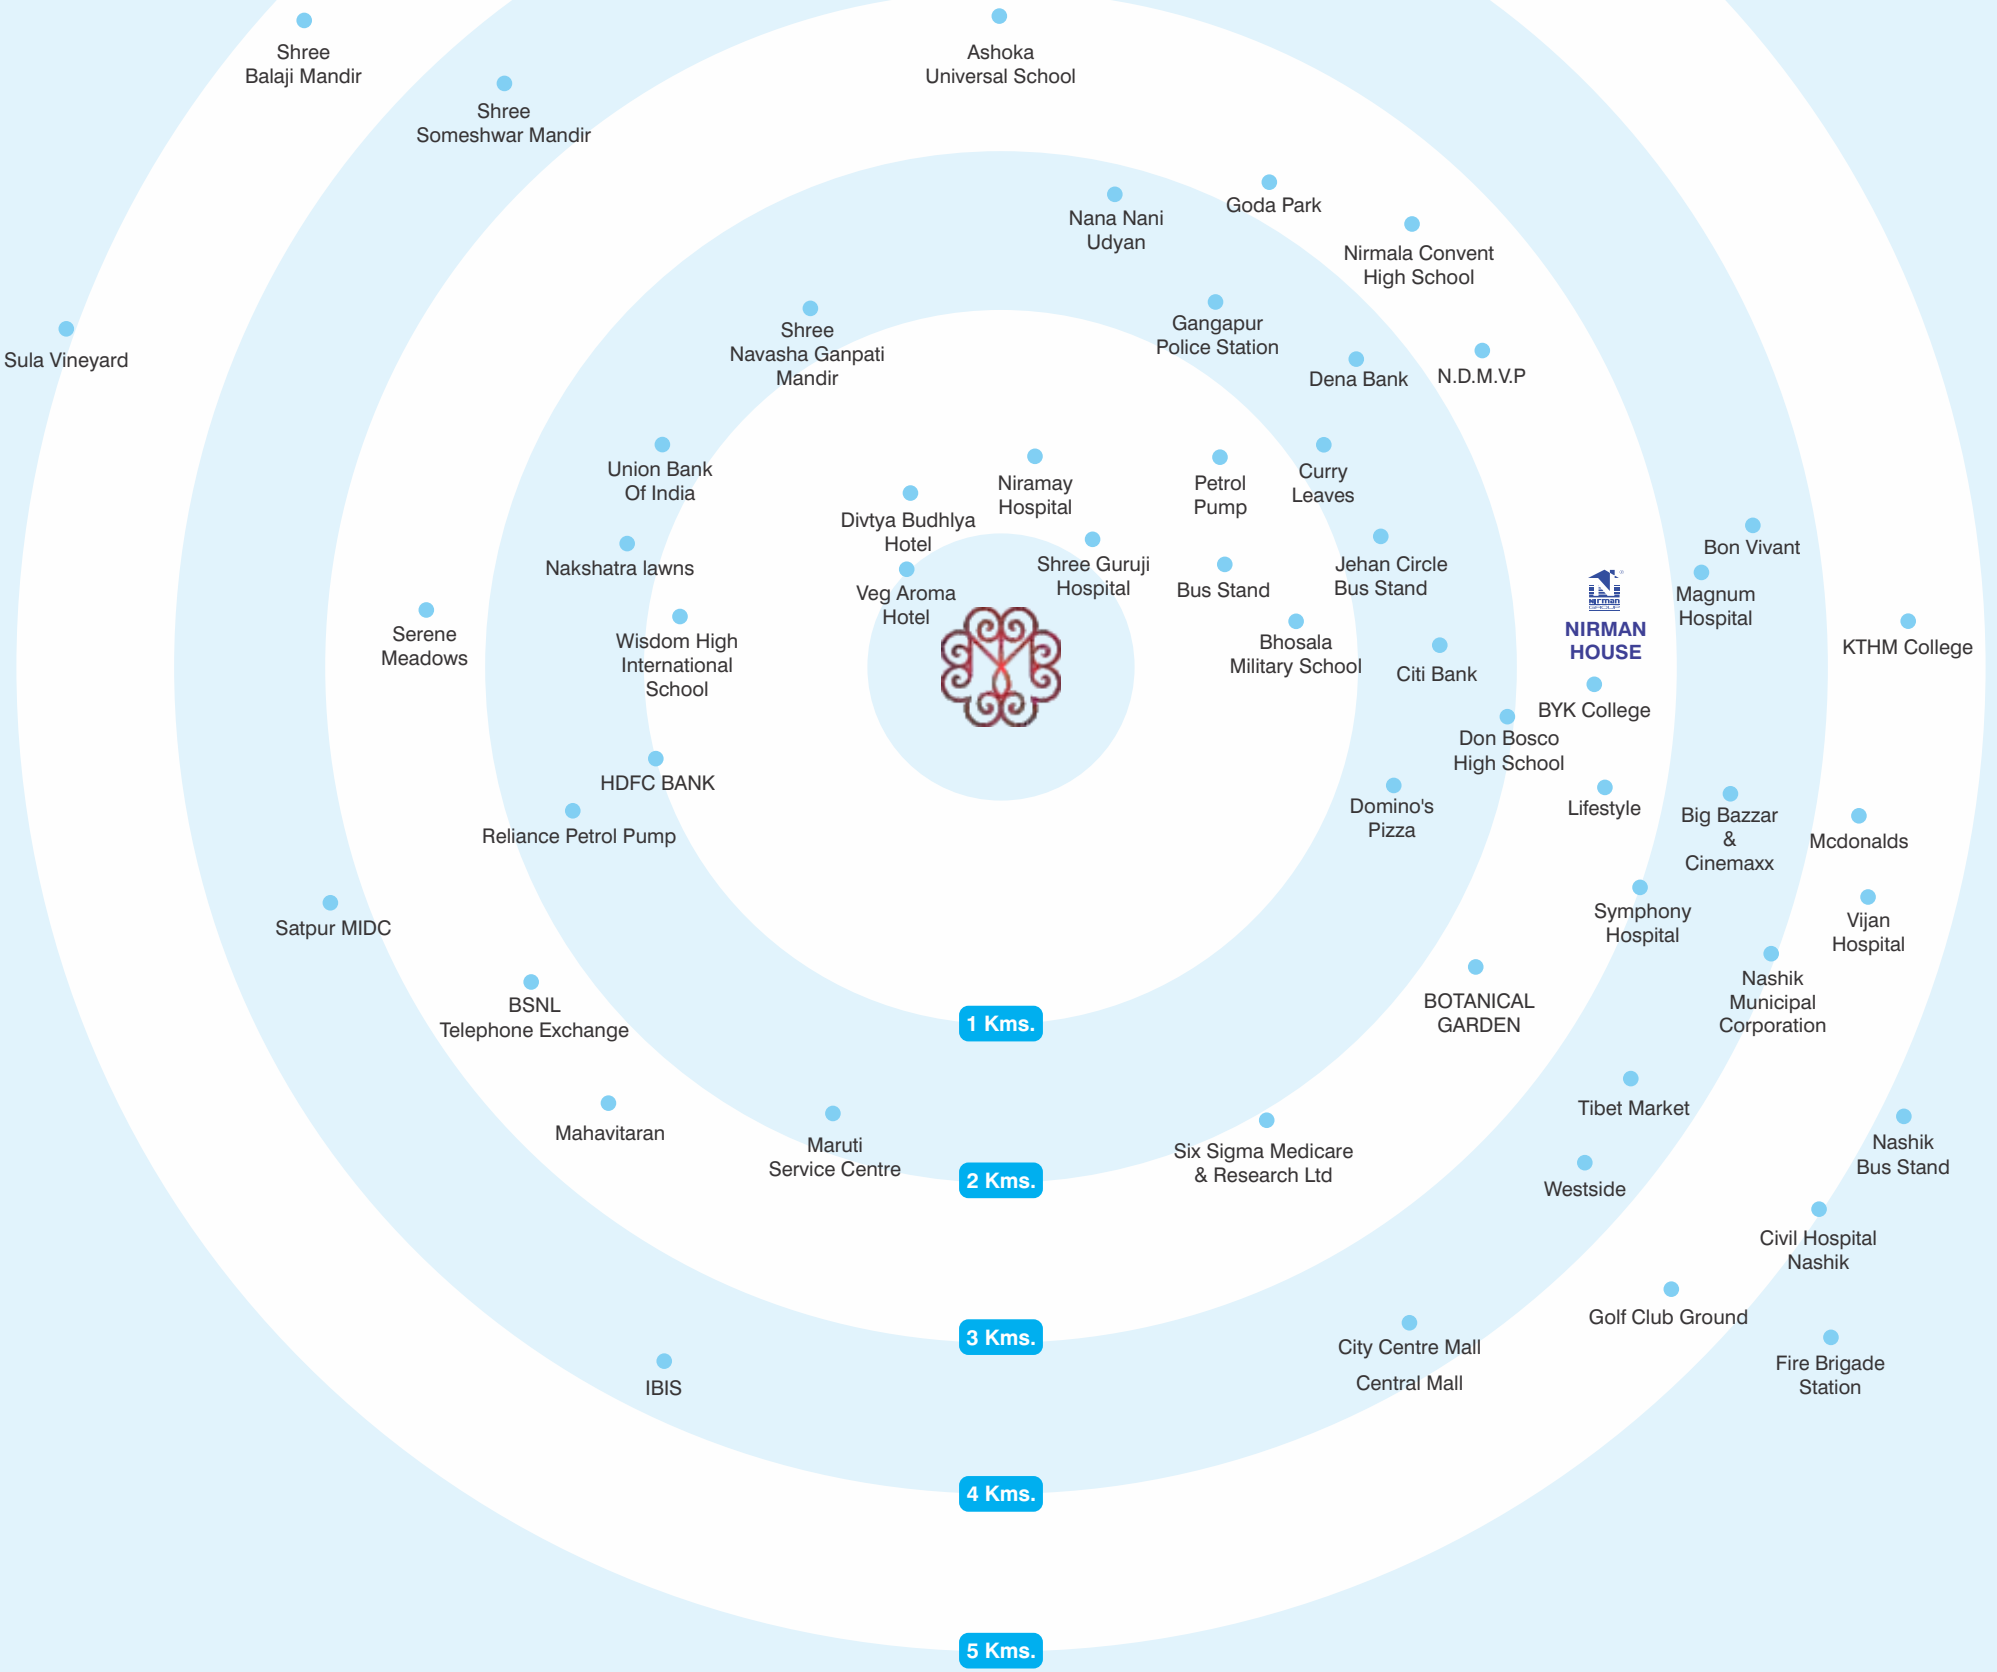 Shree
Balaji Mandir
Shree
Someshwar Mandir
Ashoka
Universal School
Goda Park
Nana Nani
Udyan
Nirmala Convent
High School
Sula Vineyard
Shree
Navasha Ganpati
Mandir
Gangapur
Police Station
Dena Bank
N.D.M.V.P
Union Bank
Of India
Divtya Budhlya
Hotel
Niramay
Hospital
Petrol
Pump
Curry
Leaves
Nakshatra lawns
Veg Aroma
Hotel
Shree Guruji
Hospital
Bus Stand
Jehan Circle
Bus Stand
Bon Vivant
Magnum
Hospital
Nirman
GROUP
NIRMAN
HOUSE
Serene
Meadows
Wisdom High
International
School
Bhosala
Military School
Citi Bank
KTHM College
BYK College
Don Bosco
High School
HDFC BANK
Reliance Petrol Pump
Domino's
Pizza
Lifestyle
Big Bazzar
&
Cinemaxx
Mcdonalds
Satpur MIDC
Symphony
Hospital
Vijan
Hospital
BSNL
Telephone Exchange
1 Kms.
BOTANICAL
GARDEN
Nashik
Municipal
Corporation
Mahavitaran
Maruti
Service Centre
2 Kms.
Six Sigma Medicare
& Research Ltd
Tibet Market
Westside
Nashik
Bus Stand
Civil Hospital
Nashik
3 Kms.
Golf Club Ground
City Centre Mall
Central Mall
Fire Brigade
Station
IBIS
4 Kms.
5 Kms.